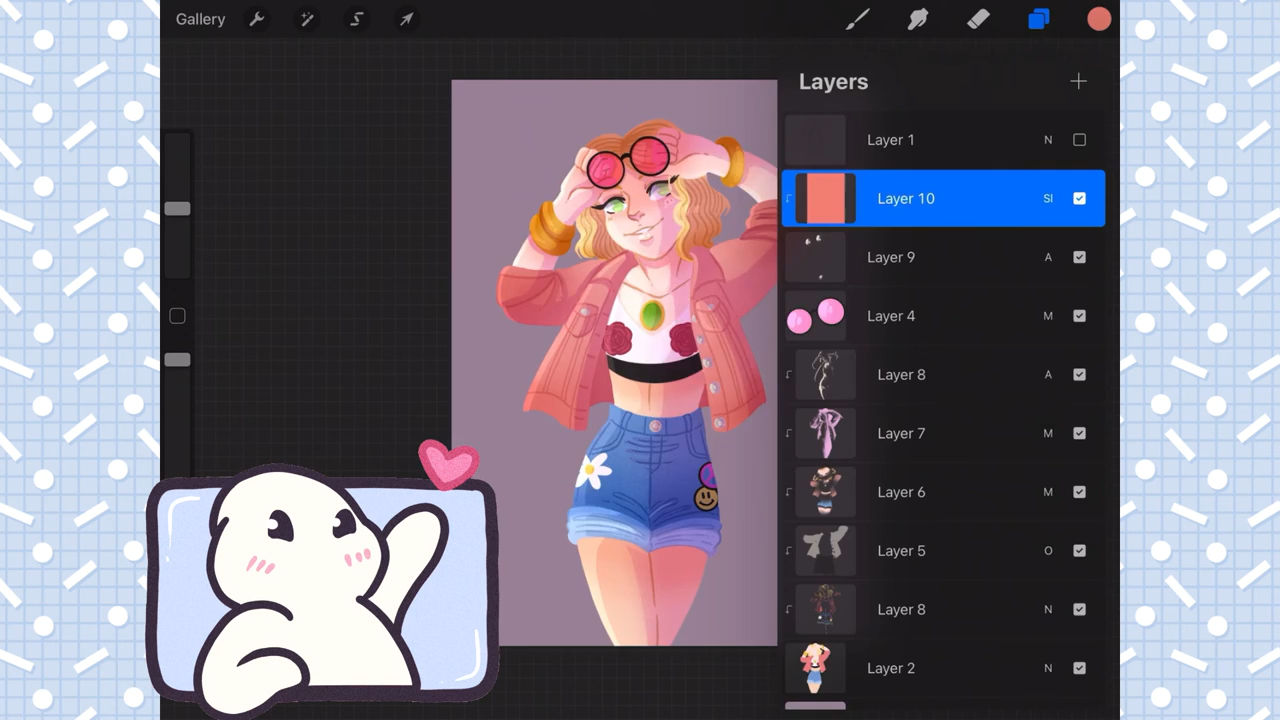 Gallery
Layers
Layer 1 N
Layer 10 Sl
Layer 9 A
Layer 4 M
Layer 8 A
Layer 7 M
Layer 6 M
Layer 5 O
Layer 8 N
Layer 2 N